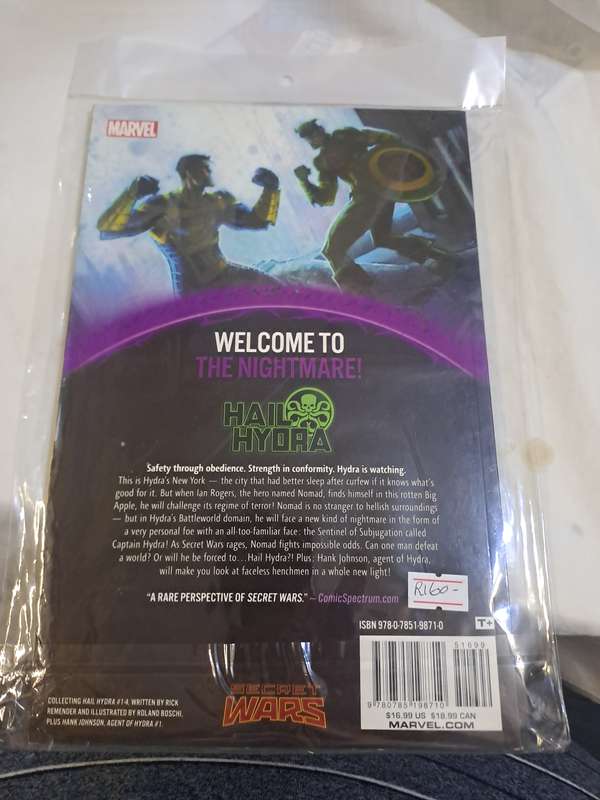 MARVEL
WELCOME TO
THE NIGHTMARE!
HAIL
HYDRA
Safety through obedience. Strength in conformity. Hydra is watching.
This is Hydra's New York — the city that had better sleep after curfew if it knows what's
good for it. But when Ian Rogers, the hero named Nomad, finds himself in this rotten Big
Apple, he will challenge its regime of terror! Nomad is no stranger to hellish surroundings
— but in Hydra's Battleworld domain, he will face a new kind of nightmare in the form of
a very personal foe with an all-too-familiar face: the Sentinel of Subjugation called
Captain Hydra! As Secret Wars rages, Nomad fights impossible odds. Can one man defeat
a world? Or will he be forced to...Hail Hydra?! Plus: Hank Johnson, agent of Hydra,
will make you look at faceless henchmen in a whole new light!
R160-
"A RARE PERSPECTIVE OF SECRET WARS." – ComicSpectrum.com
ISBN 978-0-7851-9871-0
T+
51699
9 780785 198710
$16.99 US $18.99 CAN
MARVEL.COM
SECRET
WARS
COLLECTING HAIL HYDRA #1-4, WRITTEN BY RICK
REMENDER AND ILLUSTRATED BY ROLAND BOSCHI;
PLUS HANK JOHNSON, AGENT OF HYDRA #1.